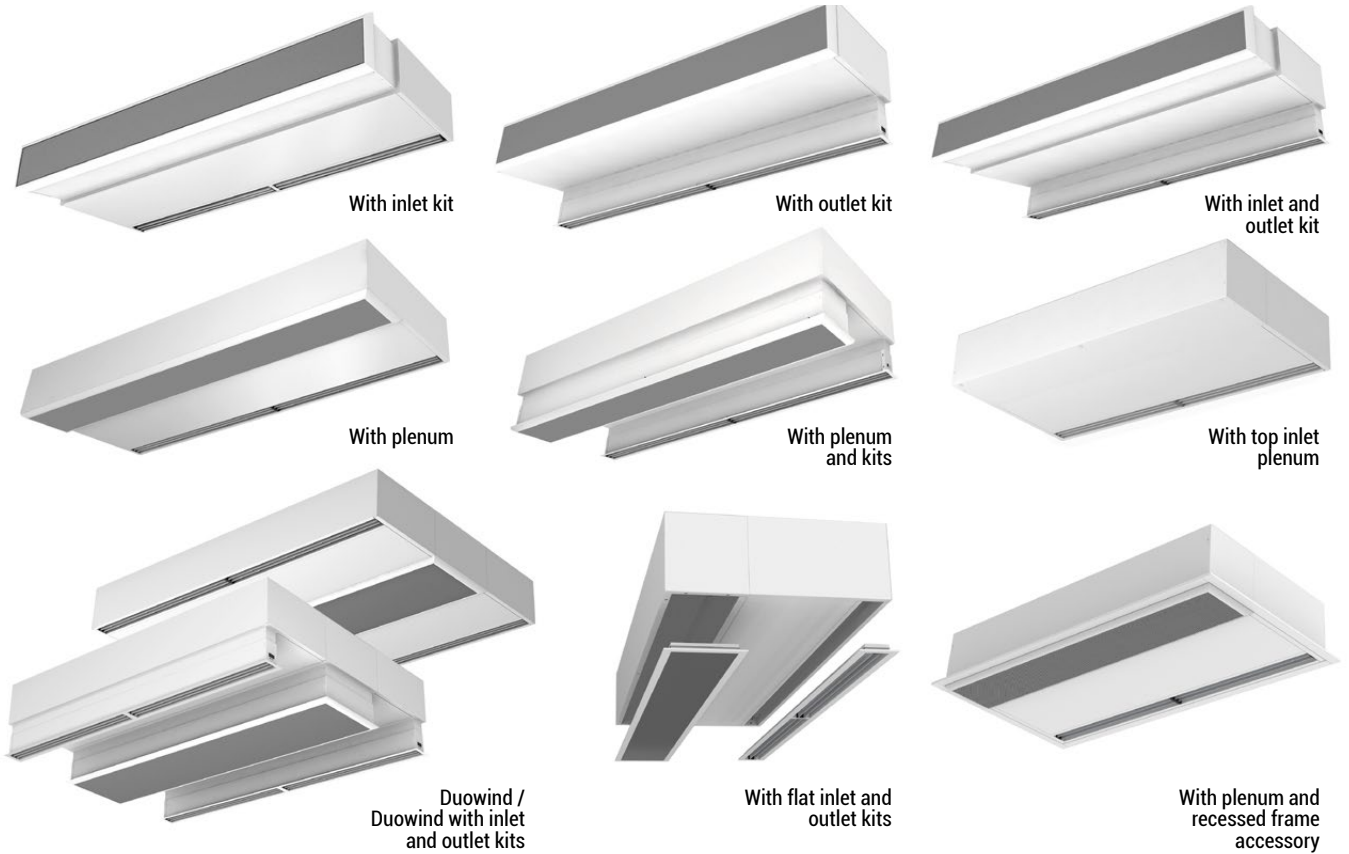 With inlet kit
With outlet kit
With inlet and
outlet kit
With plenum
With plenum
and kits
With top inlet
plenum
Duowind /
Duowind with inlet
and outlet kits
With flat inlet and
outlet kits
With plenum and
recessed frame
accessory